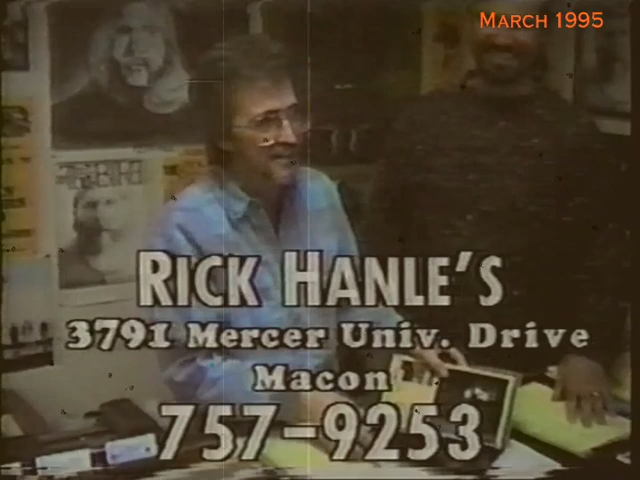 MARCH 1995
RICK HANLE'S
3791 Mercer Univ. Drive
Macon
757-9253